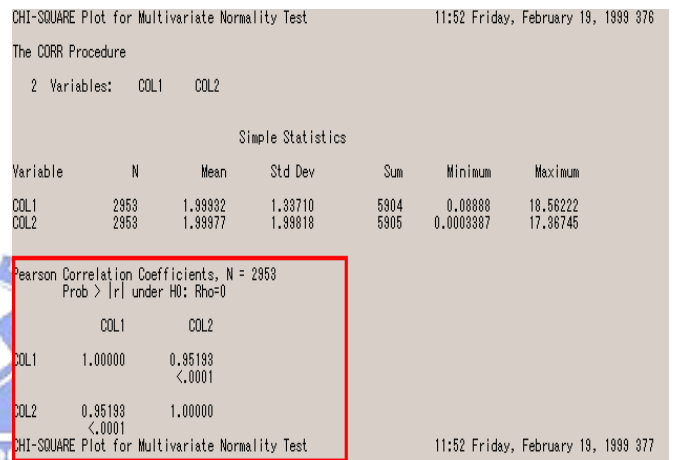 CHI-SQUARE Plot for Multivariate Normality Test 11:52 Friday, February 19, 1999 376
The CORR Procedure
2 Variables: COL1 COL2
Simple Statistics
Variable N Mean Std Dev Sum Minimum Maximum
COL1 2953 1.99932 1.33710 5904 0.08888 18.56222
COL2 2953 1.99977 1.99818 5905 0.0003387 17.36745
Pearson Correlation Coefficients, N = 2953
Prob > |r| under H0: Rho=0
COL1 COL2
COL1 1.00000 0.95193
<.0001
COL2 0.95193 1.00000
<.0001
CHI-SQUARE Plot for Multivariate Normality Test 11:52 Friday, February 19, 1999 377